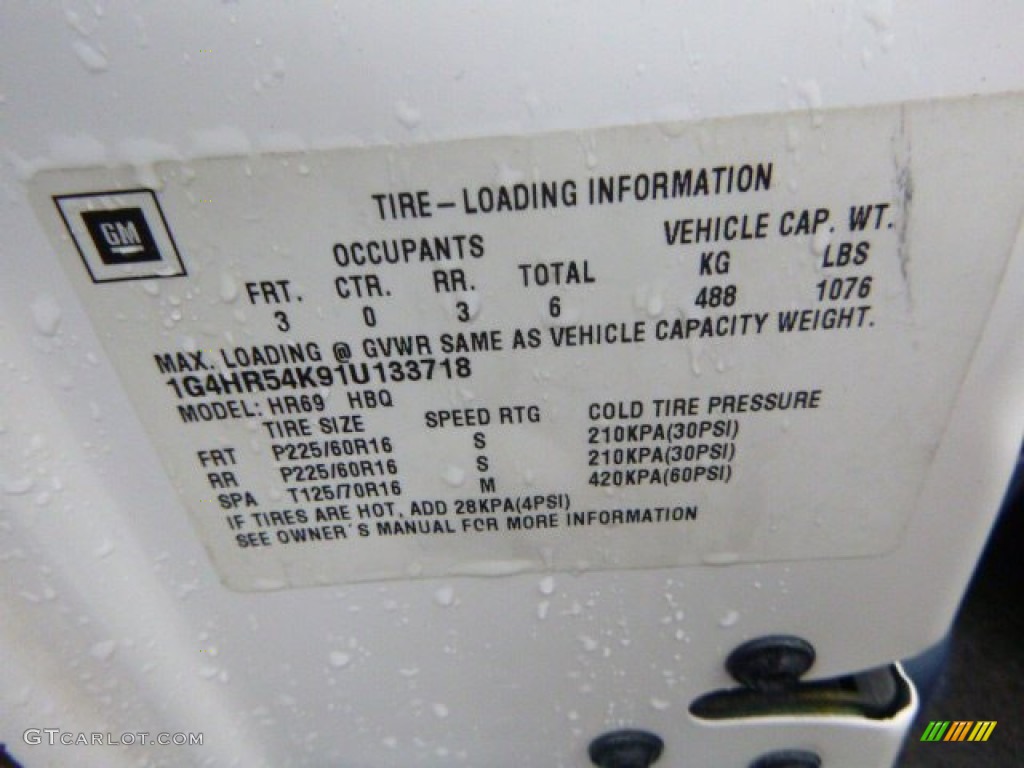 GM
TIRE-LOADING INFORMATION
OCCUPANTS VEHICLE CAP. WT.
FRT. CTR. RR. TOTAL KG LBS
3 0 3 6 488 1076
MAX. LOADING @ GVWR SAME AS VEHICLE CAPACITY WEIGHT.
1G4HR54K91U133718
MODEL: HR69 HBQ
TIRE SIZE SPEED RTG COLD TIRE PRESSURE
FRT P225/60R16 S 210KPA(30PSI)
RR P225/60R16 S 210KPA(30PSI)
SPA T125/70R16 M 420KPA(60PSI)
IF TIRES ARE HOT, ADD 28KPA(4PSI)
SEE OWNER'S MANUAL FOR MORE INFORMATION
GTCARLOT.COM